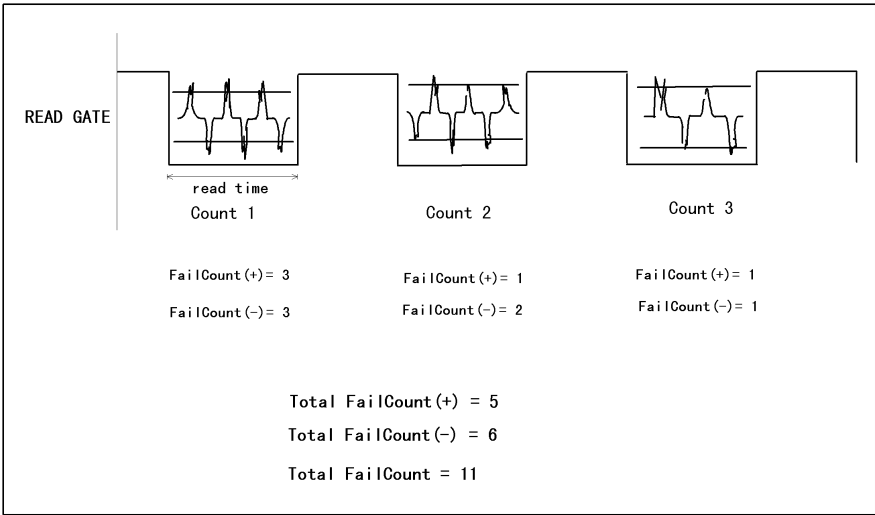 READ GATE
read time
Count 1
Count 2
Count 3
FailCount(+)= 3
FailCount(+)= 1
FailCount(+)= 1
FailCount(-)= 3
FailCount(-)= 2
FailCount(-)= 1
Total FailCount(+) = 5
Total FailCount(-) = 6
Total FailCount = 11